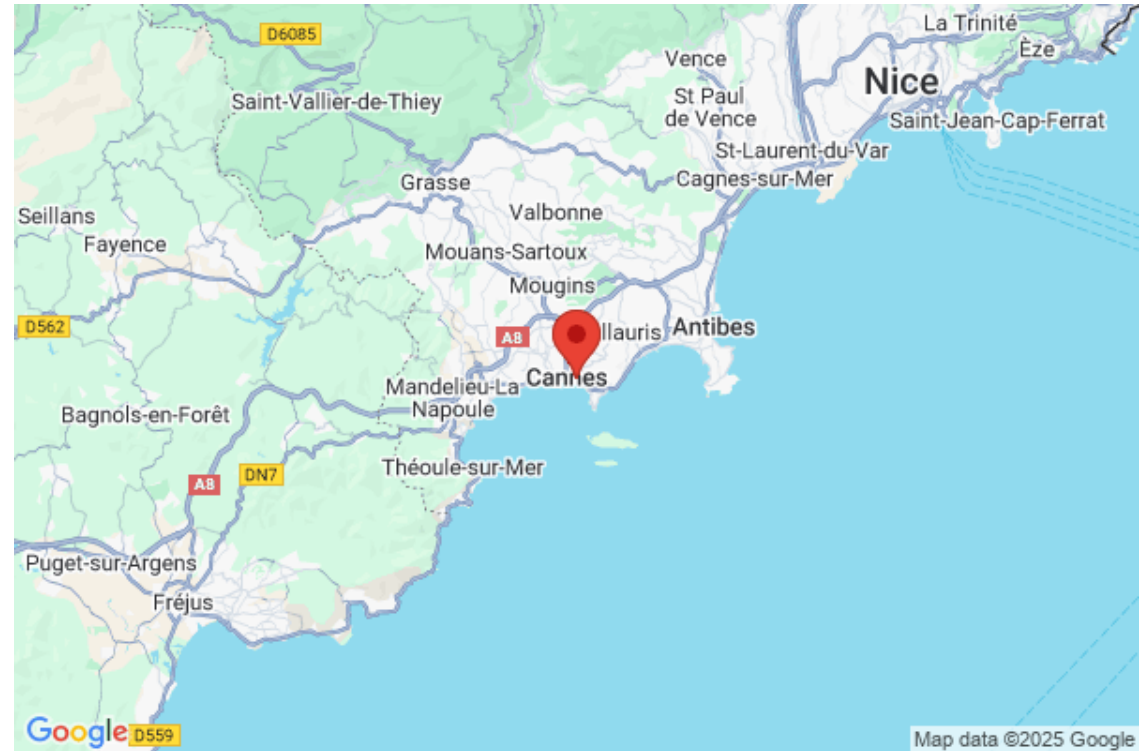 D6085
La Trinité
Èze
Vence
Nice
Saint-Vallier-de-Thiey
St Paul
de Vence
Saint-Jean-Cap-Ferrat
St-Laurent-du-Var
Grasse
Cagnes-sur-Mer
Seillans
Valbonne
Fayence
Mouans-Sartoux
Mougins
D562
A8
llauris
Antibes
Cannes
Mandelieu-La
Napoule
Bagnols-en-Forêt
Théoule-sur-Mer
DN7
A8
Puget-sur-Argens
Fréjus
Google
D559
Map data ©2025 Google